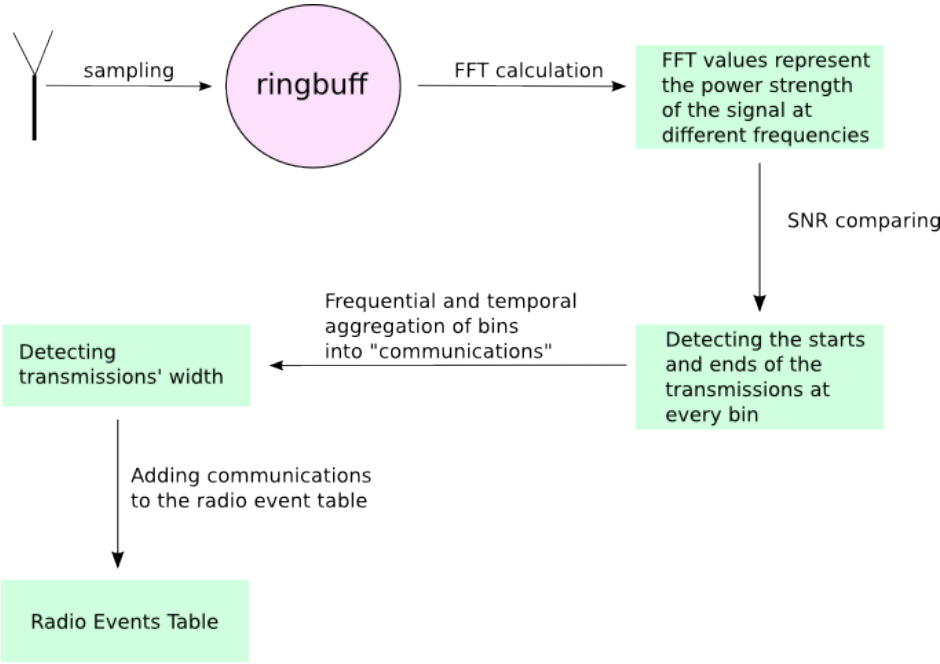 sampling
ringbuff
FFT calculation
FFT values represent
the power strength
of the signal at
different frequencies
SNR comparing
Detecting the starts
and ends of the
transmissions at
every bin
Frequential and temporal
aggregation of bins
into "communications"
Detecting
transmissions' width
Adding communications
to the radio event table
Radio Events Table